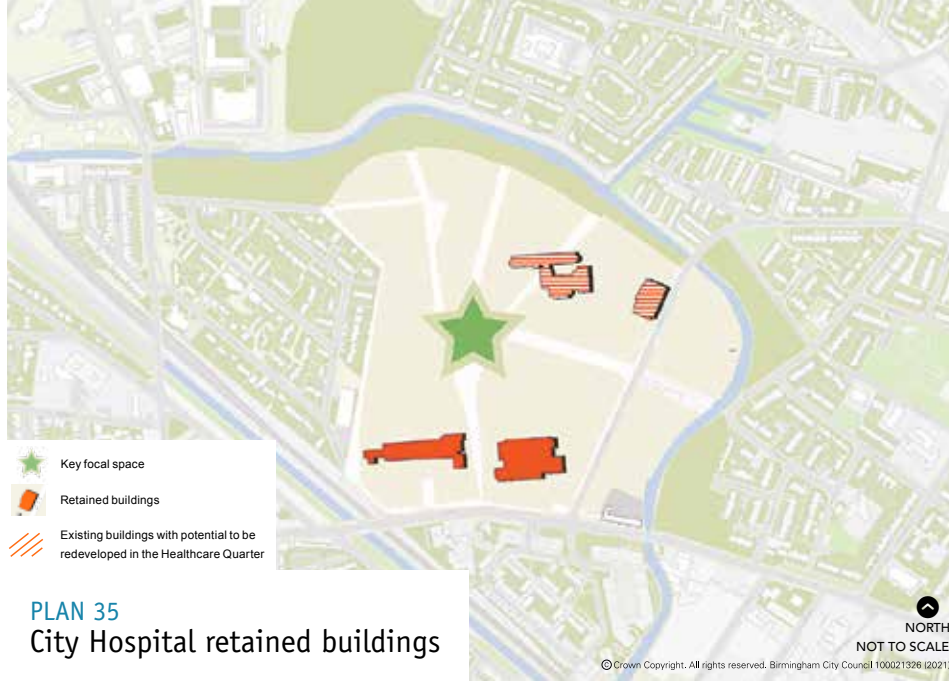 Key focal space
Retained buildings
Existing buildings with potential to be
redeveloped in the Healthcare Quarter
PLAN 35
City Hospital retained buildings
NORTH
NOT TO SCALE
© Crown Copyright. All rights reserved. Birmingham City Council 100021326 (2021)